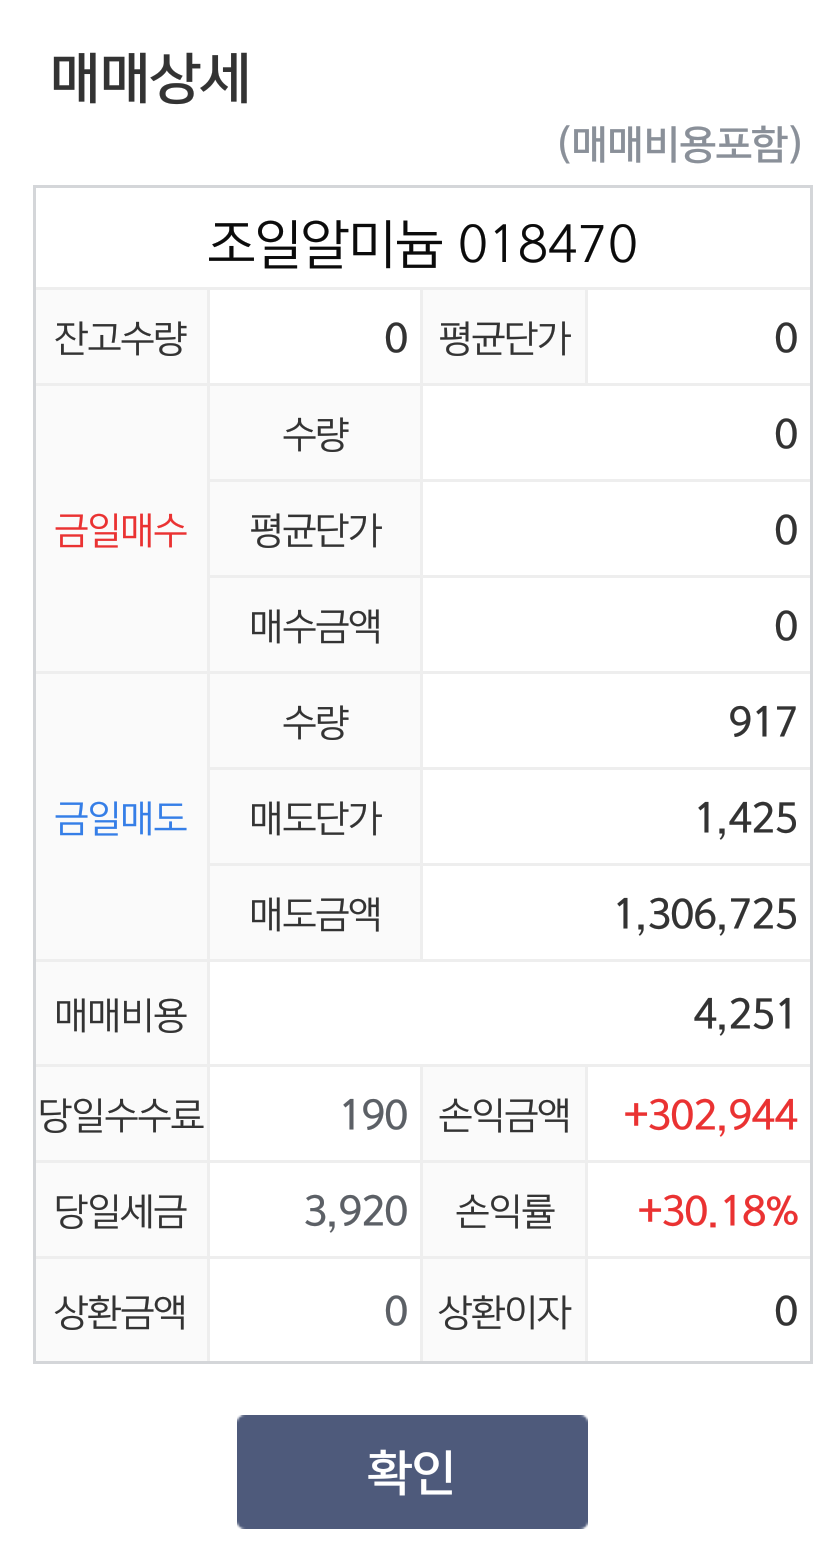 매매상세
(매매비용포함)
조일알미늄 018470
잔고수량 0 평균단가 0
금일매수 수량 0
평균단가 0
매수금액 0
금일매도 수량 917
매도단가 1,425
매도금액 1,306,725
매매비용 4,251
당일수수료 190 손익금액 +302,944
당일세금 3,920 손익률 +30.18%
상환금액 0 상환이자 0
확인